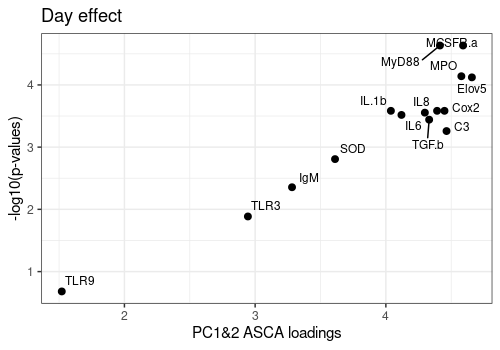 Day effect
MCSFR.a
MyD88
MPO
Elov5
IL.1b
IL8
Cox2
IL6
C3
TGF.b
SOD
IgM
TLR3
TLR9
4
3
2
1
-log10(p-values)
2
3
4
PC1&2 ASCA loadings